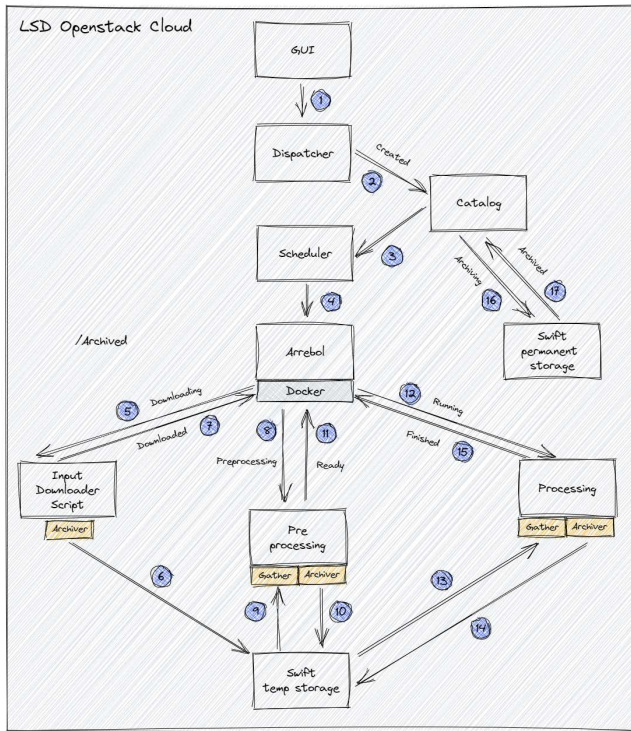 LSD Openstack Cloud
GUI
1
Dispatcher
Created
2
Catalog
Scheduler
3
Archiving
Archived
16
17
4
/Archived
Arrebol
Swift
permanent
storage
Docker
5
Downloading
12
Running
Downloaded
7
8
11
Finished
15
Preprocessing
Ready
Input
Downloader
Script
Processing
Archiver
Pre
processing
Gather
Archiver
Gather
Archiver
6
13
9
10
14
Swift
temp storage